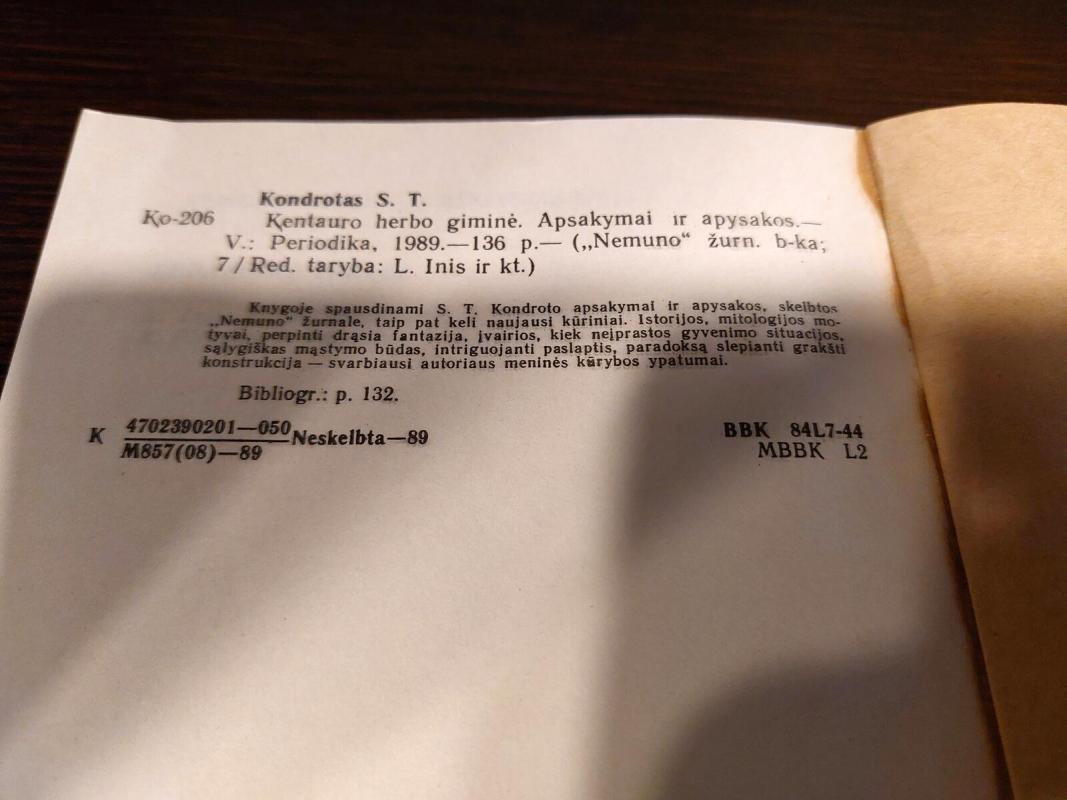 Kondrotas S. T.
Ko-206 Kentauro herbo giminė. Apsakymai ir apysakos.—
V.: Periodika, 1989.—136 p.— („Nemuno“ žurn. b-ka;
7/Red. taryba: L. Inis ir kt.)
Knygoje spausdinami S. T. Kondroto apsakymai ir apysakos, skelbtos
„Nemuno“ žurnale, taip pat keli naujausi kūriniai. Istorijos, mitologijos mo-
tyvai, perpinti drąsia fantazija, įvairios, kiek neįprastos gyvenimo situacijos,
sąlygiškas mąstymo būdas, intriguojanti paslaptis, paradoksą slepianti grakšti
konstrukcija — svarbiausi autoriaus meninės kūrybos ypatumai.
Bibliogr.: p. 132.
K 4702390201—050 Neskelbta—89
M857(08)—89
BBK 84L7-44
MBBK L2